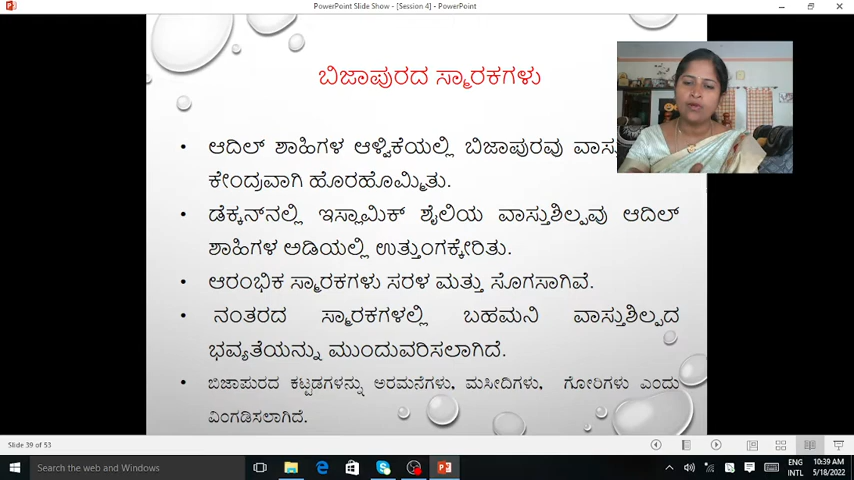 PowerPoint Slide Show - [Session 4] - PowerPoint
ಬಿಜಾಪುರದ ಸ್ಮಾರಕಗಳು
• ಆದಿಲ್ ಶಾಹಿಗಳ ಆಳ್ವಿಕೆಯಲ್ಲಿ ಬಿಜಾಪುರವು
ಕೇಂದ್ರವಾಗಿ ಹೊರಹೊಮ್ಮಿತು.
• ಡೆಕ್ಕನ್‌ನಲ್ಲಿ ಇಸ್ಲಾಮಿಕ್ ಶೈಲಿಯ ವಾಸ್ತುಶಿಲ್ಪವು ಆದಿಲ್
ಶಾಹಿಗಳ ಅಡಿಯಲ್ಲಿ ಉತ್ತುಂಗಕ್ಕೇರಿತು.
• ಆರಂಭಿಕ ಸ್ಮಾರಕಗಳು ಸರಳ ಮತ್ತು ಸೊಗಸಾಗಿವೆ.
• ನಂತರದ ಸ್ಮಾರಕಗಳಲ್ಲಿ ಬಹಮನಿ ವಾಸ್ತುಶಿಲ್ಪದ
ಭವ್ಯತೆಯನ್ನು ಮುಂದುವರಿಸಲಾಗಿದೆ.
• ಬಿಜಾಪುರದ ಕಟ್ಟಡಗಳನ್ನು ಅರಮನೆಗಳು, ಮಸೀದಿಗಳು, ಗೋರಿಗಳು ಎಂದು
ವಿಂಗಡಿಸಲಾಗಿದೆ.
Slide 39 of 53
Search the web and Windows
ENG 10:39 AM
INTL 5/18/2022